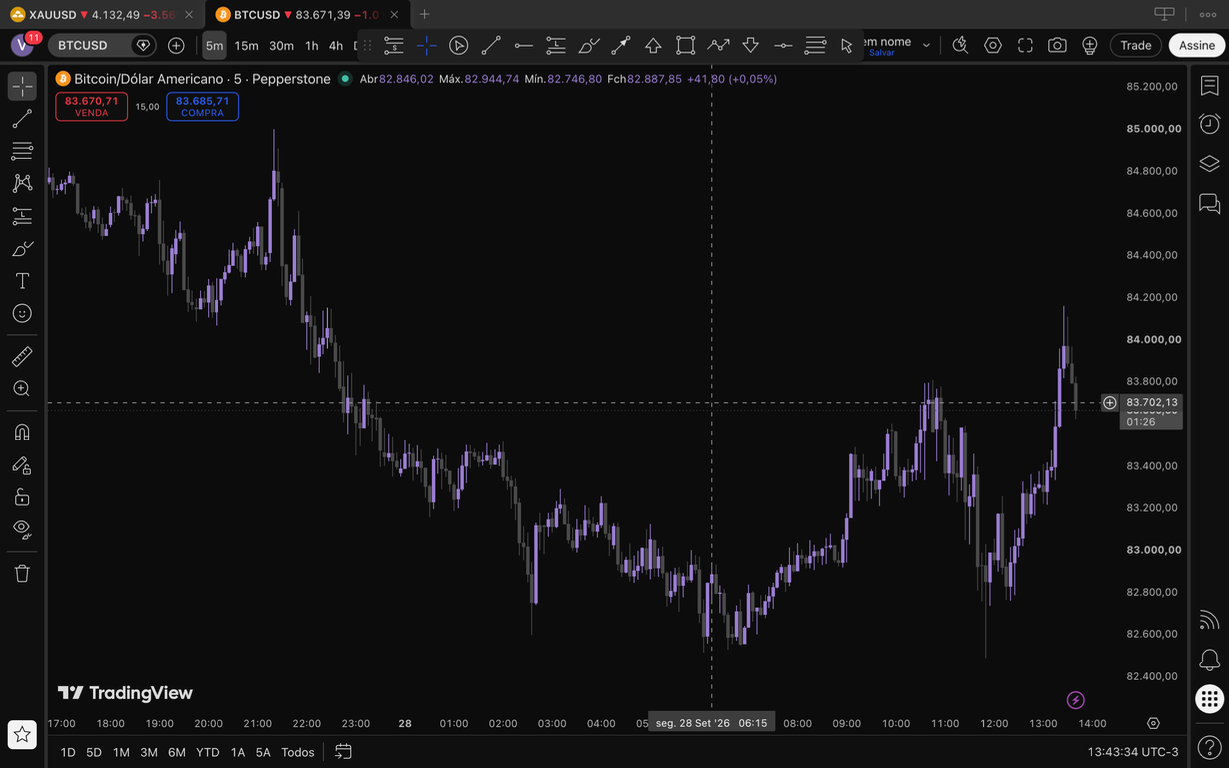 XAUUSD 4.132,49 −3.56
BTCUSD 83.671,39 −1.0
V 11 BTCUSD 5m 15m 30m 1h 4h em nome Salvar Trade Assine
Bitcoin/Dólar Americano · 5 · Pepperstone Abr82.846,02 Máx.82.944,74 Mín.82.746,80 Fch82.887,85 +41,80 (+0,05%)
83.670,71 15,00 83.685,71
VENDA COMPRA
85.200,00
85.000,00
84.800,00
84.600,00
84.400,00
84.200,00
84.000,00
83.800,00
83.702,13
01:26
83.400,00
83.200,00
83.000,00
82.800,00
82.600,00
82.400,00
TradingView
17:00 18:00 19:00 20:00 21:00 22:00 23:00 28 01:00 02:00 03:00 04:00 05 seg. 28 Set '26 06:15 08:00 09:00 10:00 11:00 12:00 13:00 14:00
1D 5D 1M 3M 6M YTD 1A 5A Todos 13:43:34 UTC-3